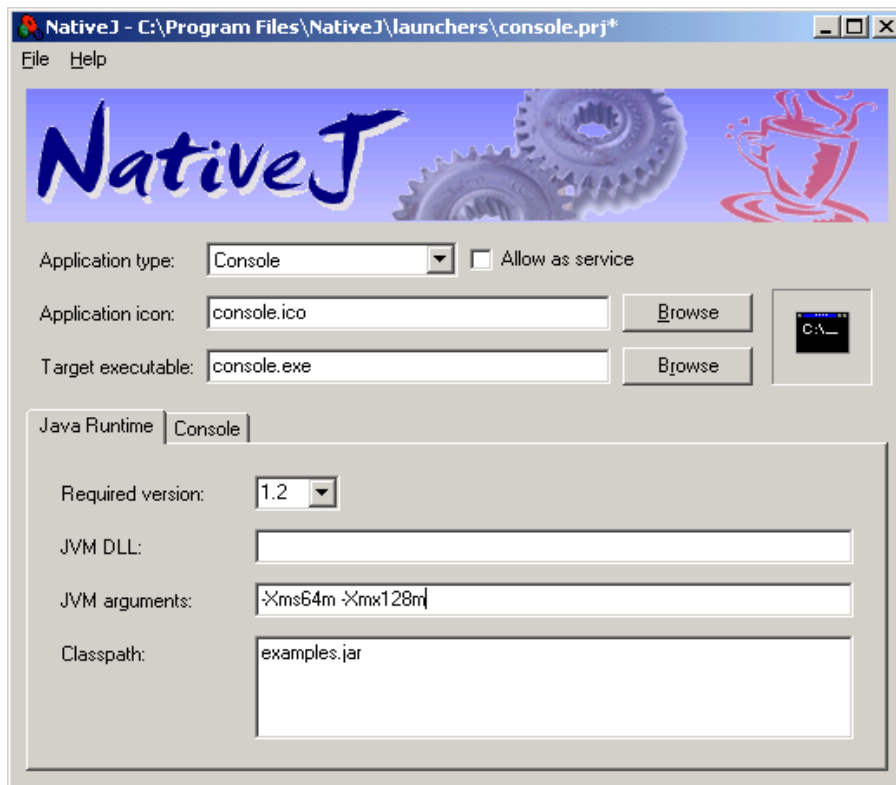 NativeJ - C:\Program Files\NativeJ\launchers\console.prj*
File Help
NativeJ
Application type: Console Allow as service
Application icon: console.ico Browse
C:\_
Target executable: console.exe Browse
Java Runtime Console
Required version: 1.2
JVM DLL:
JVM arguments: -Xms64m -Xmx128m
Classpath: examples.jar